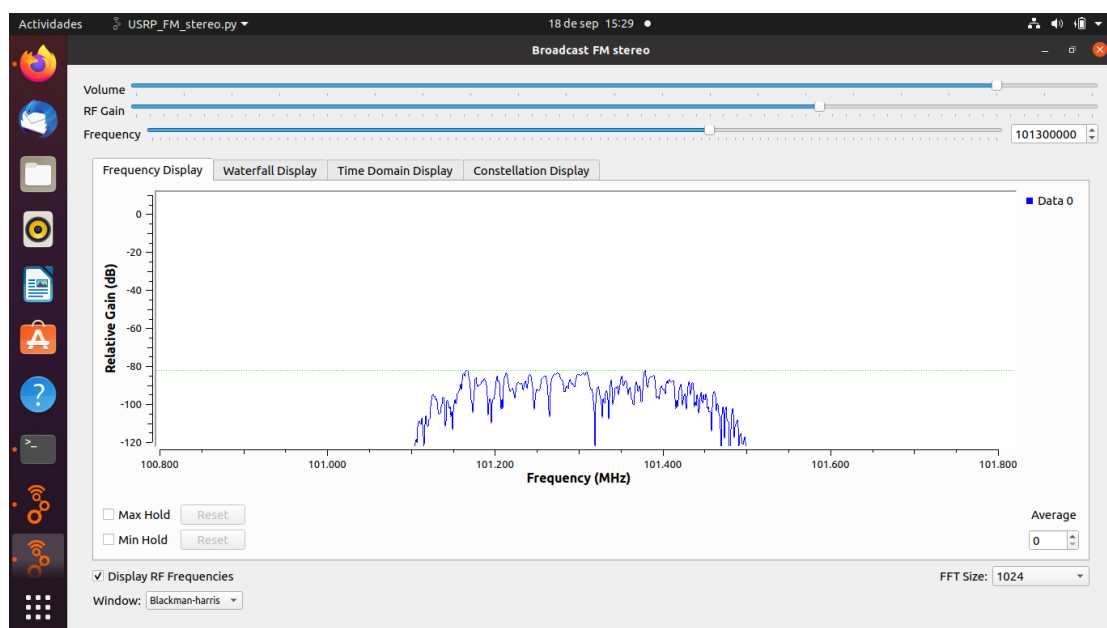 Actividades USRP_FM_stereo.py 18 de sep 15:29
Broadcast FM stereo
Volume
RF Gain
Frequency 101300000
Frequency Display Waterfall Display Time Domain Display Constellation Display
Data 0
0
-20
-40
-60
-80
-100
-120
Relative Gain (dB)
100.800 101.000 101.200 101.400 101.600 101.800
Frequency (MHz)
Max Hold Reset Average
Min Hold Reset 0
Display RF Frequencies FFT Size: 1024
Window: Blackman-harris